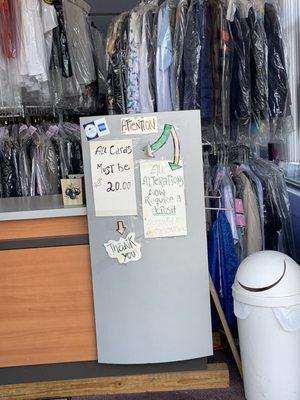 ATTENTION
All Cards
Must be
$20.00
Thank you
All
Alterations
Now
Require a
deposit